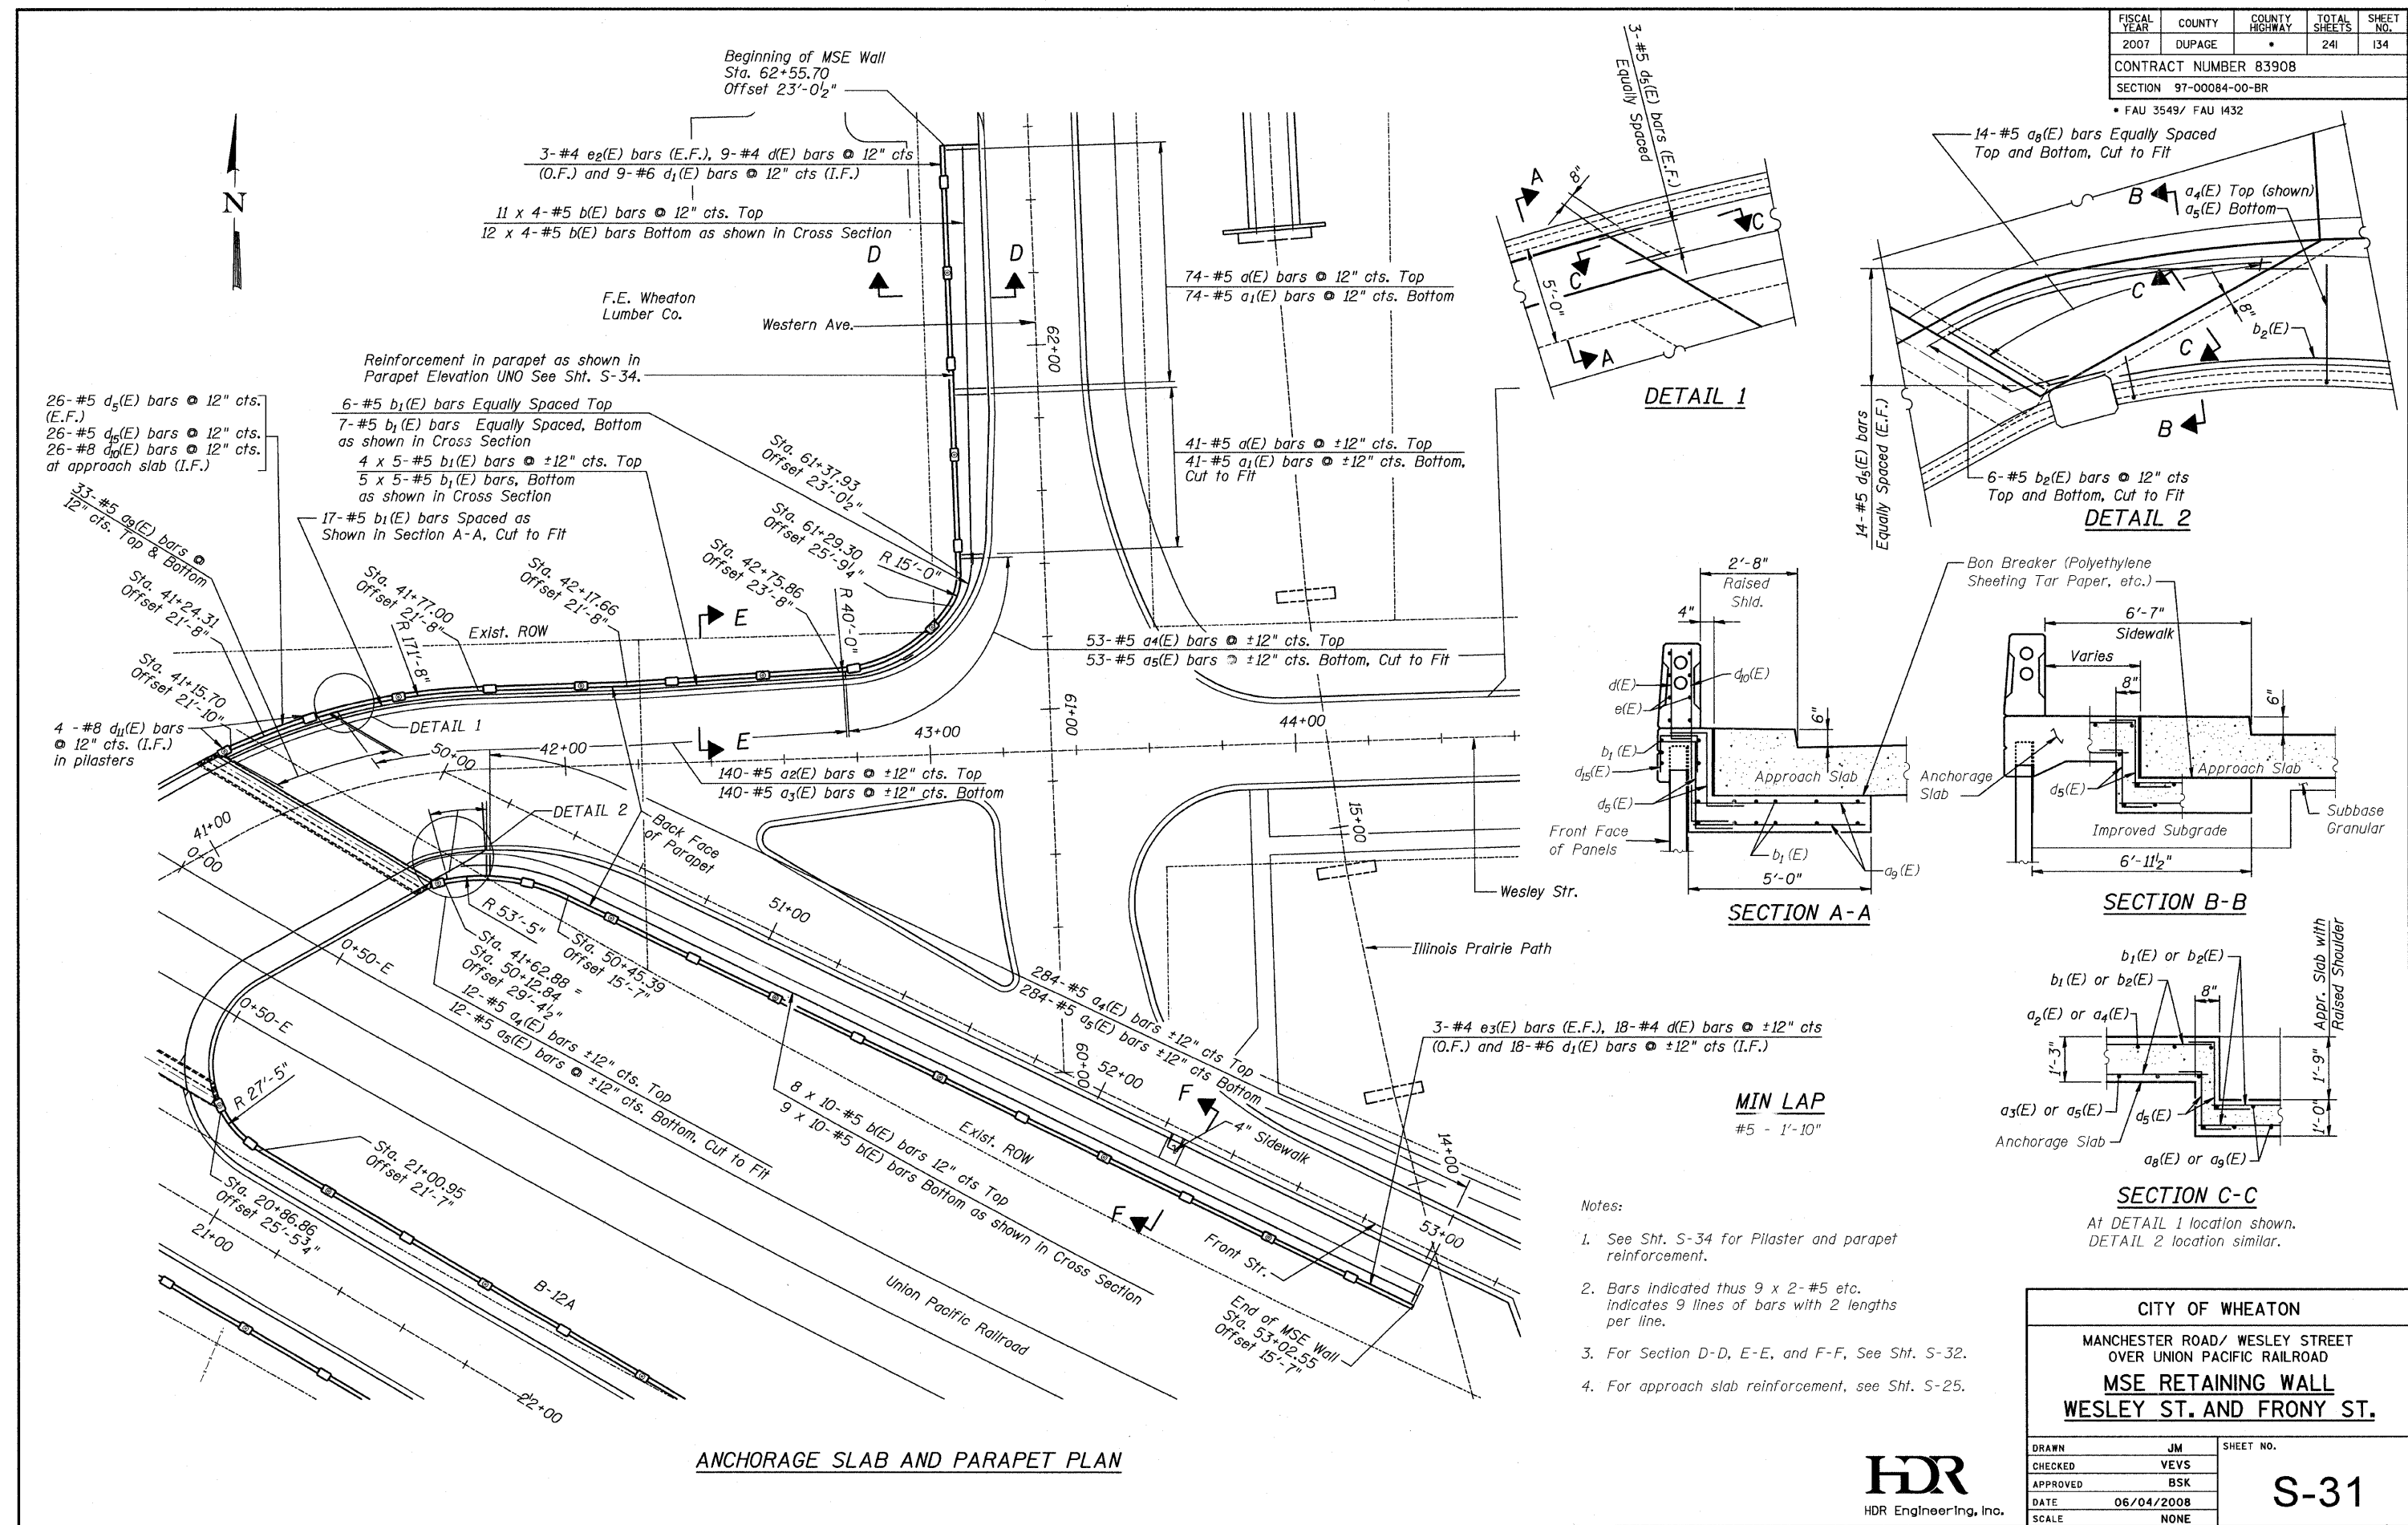 FISCAL YEAR COUNTY COUNTY HIGHWAY TOTAL SHEETS SHEET NO.
2007 DUPAGE • 241 134
CONTRACT NUMBER 83908
SECTION 97-00084-00-BR
• FAU 3549/ FAU 1432
Beginning of MSE Wall
Sta. 62+55.70
Offset 23'-0½"
3-#4 e2(E) bars (E.F.), 9-#4 d(E) bars @ 12" cts
(O.F.) and 9-#6 d1(E) bars @ 12" cts (I.F.)
11 x 4-#5 b(E) bars @ 12" cts. Top
12 x 4-#5 b(E) bars Bottom as shown in Cross Section
N
D
D
F.E. Wheaton
Lumber Co.
Western Ave.
62+00
74-#5 a(E) bars @ 12" cts. Top
74-#5 a1(E) bars @ 12" cts. Bottom
Reinforcement in parapet as shown in
Parapet Elevation UNO See Sht. S-34.
26-#5 d5(E) bars @ 12" cts.
(E.F.)
26-#5 d15(E) bars @ 12" cts.
26-#8 d10(E) bars @ 12" cts.
at approach slab (I.F.)
6-#5 b1(E) bars Equally Spaced Top
7-#5 b1(E) bars Equally Spaced, Bottom
as shown in Cross Section
4 x 5-#5 b1(E) bars @ ±12" cts. Top
5 x 5-#5 b1(E) bars, Bottom
as shown in Cross Section
17-#5 b1(E) bars Spaced as
Shown in Section A-A, Cut to Fit
41-#5 a(E) bars @ ±12" cts. Top
41-#5 a1(E) bars @ ±12" cts. Bottom,
Cut to Fit
33-#5 a9(E) bars @
12" cts. Top & Bottom
Sta. 41+24.31
Offset 21'-8"
Sta. 41+15.70
Offset 21'-10"
Sta. 41+77.00
Offset 21'-8"
R 171'-8"
Sta. 42+17.66
Offset 21'-8"
Sta. 42+75.86
Offset 23'-8"
Sta. 61+37.93
Offset 23'-0½"
Sta. 61+29.30
Offset 25'-9¼"
R 15'-0"
R 40'-0"
Exist. ROW
E
E
53-#5 a4(E) bars @ ±12" cts. Top
53-#5 a5(E) bars @ ±12" cts. Bottom, Cut to Fit
4 -#8 d11(E) bars
@ 12" cts. (I.F.)
in pilasters
DETAIL 1
50+00
42+00
43+00
61+00
44+00
140-#5 a2(E) bars @ ±12" cts. Top
140-#5 a3(E) bars @ ±12" cts. Bottom
DETAIL 2
41+00
0+00
Back Face
of Parapet
15+00
Wesley Str.
51+00
R 53'-5"
Sta. 41+62.88 =
Sta. 50+12.84
Offset 29'-4½"
Sta. 50+45.39
Offset 15'-7"
12-#5 a4(E) bars ±12" cts. Top
12-#5 a5(E) bars @ ±12" cts. Bottom, Cut to Fit
0+50-E
0+50-E
Illinois Prairie Path
284-#5 a4(E) bars ±12" cts Top
284-#5 a5(E) bars ±12" cts Bottom
3-#4 e3(E) bars (E.F.), 18-#4 d(E) bars @ ±12" cts
(O.F.) and 18-#6 d1(E) bars @ ±12" cts (I.F.)
60+00
52+00
8 x 10-#5 b(E) bars 12" cts Top
9 x 10-#5 b(E) bars Bottom as shown in Cross Section
Exist. ROW
F
F
4" Sidewalk
14+00
53+00
Front Str.
R 27'-5"
Sta. 21+00.95
Offset 21'-7"
Sta. 20+86.86
Offset 25'-5¾"
21+00
B-12A
22+00
Union Pacific Railroad
End of MSE Wall
Sta. 53+02.55
Offset 15'-7"
ANCHORAGE SLAB AND PARAPET PLAN
3-#5 d5(E) bars (E.F.)
Equally Spaced
A
8"
C
C
5'-0"
A
DETAIL 1
14-#5 a8(E) bars Equally Spaced
Top and Bottom, Cut to Fit
B
a4(E) Top (shown)
a5(E) Bottom
C
8"
b2(E)
C
B
14-#5 d5(E) bars
Equally Spaced (E.F.)
6-#5 b2(E) bars @ 12" cts
Top and Bottom, Cut to Fit
DETAIL 2
2'-8"
Raised
Shld.
4"
d(E)
d10(E)
e(E)
6"
b1(E)
d15(E)
Approach Slab
d5(E)
Front Face
of Panels
b1(E)
a9(E)
5'-0"
SECTION A-A
Bon Breaker (Polyethylene
Sheeting Tar Paper, etc.)
6'-7"
Sidewalk
Varies
8"
6"
Anchorage
Slab
Approach Slab
d5(E)
Subbase
Granular
Improved Subgrade
6'-11½"
SECTION B-B
b1(E) or b2(E)
b1(E) or b2(E)
8"
a2(E) or a4(E)
Appr. Slab with
Raised Shoulder
1'-3"
1'-9"
1'-0"
a3(E) or a5(E)
d5(E)
Anchorage Slab
a8(E) or a9(E)
SECTION C-C
At DETAIL 1 location shown.
DETAIL 2 location similar.
MIN LAP
#5 - 1'-10"
Notes:
1. See Sht. S-34 for Pilaster and parapet
reinforcement.
2. Bars indicated thus 9 x 2-#5 etc.
indicates 9 lines of bars with 2 lengths
per line.
3. For Section D-D, E-E, and F-F, See Sht. S-32.
4. For approach slab reinforcement, see Sht. S-25.
HDR
HDR Engineering, Inc.
CITY OF WHEATON
MANCHESTER ROAD/ WESLEY STREET
OVER UNION PACIFIC RAILROAD
MSE RETAINING WALL
WESLEY ST. AND FRONY ST.
DRAWN JM
CHECKED VEVS
APPROVED BSK
DATE 06/04/2008
SCALE NONE
SHEET NO.
S-31